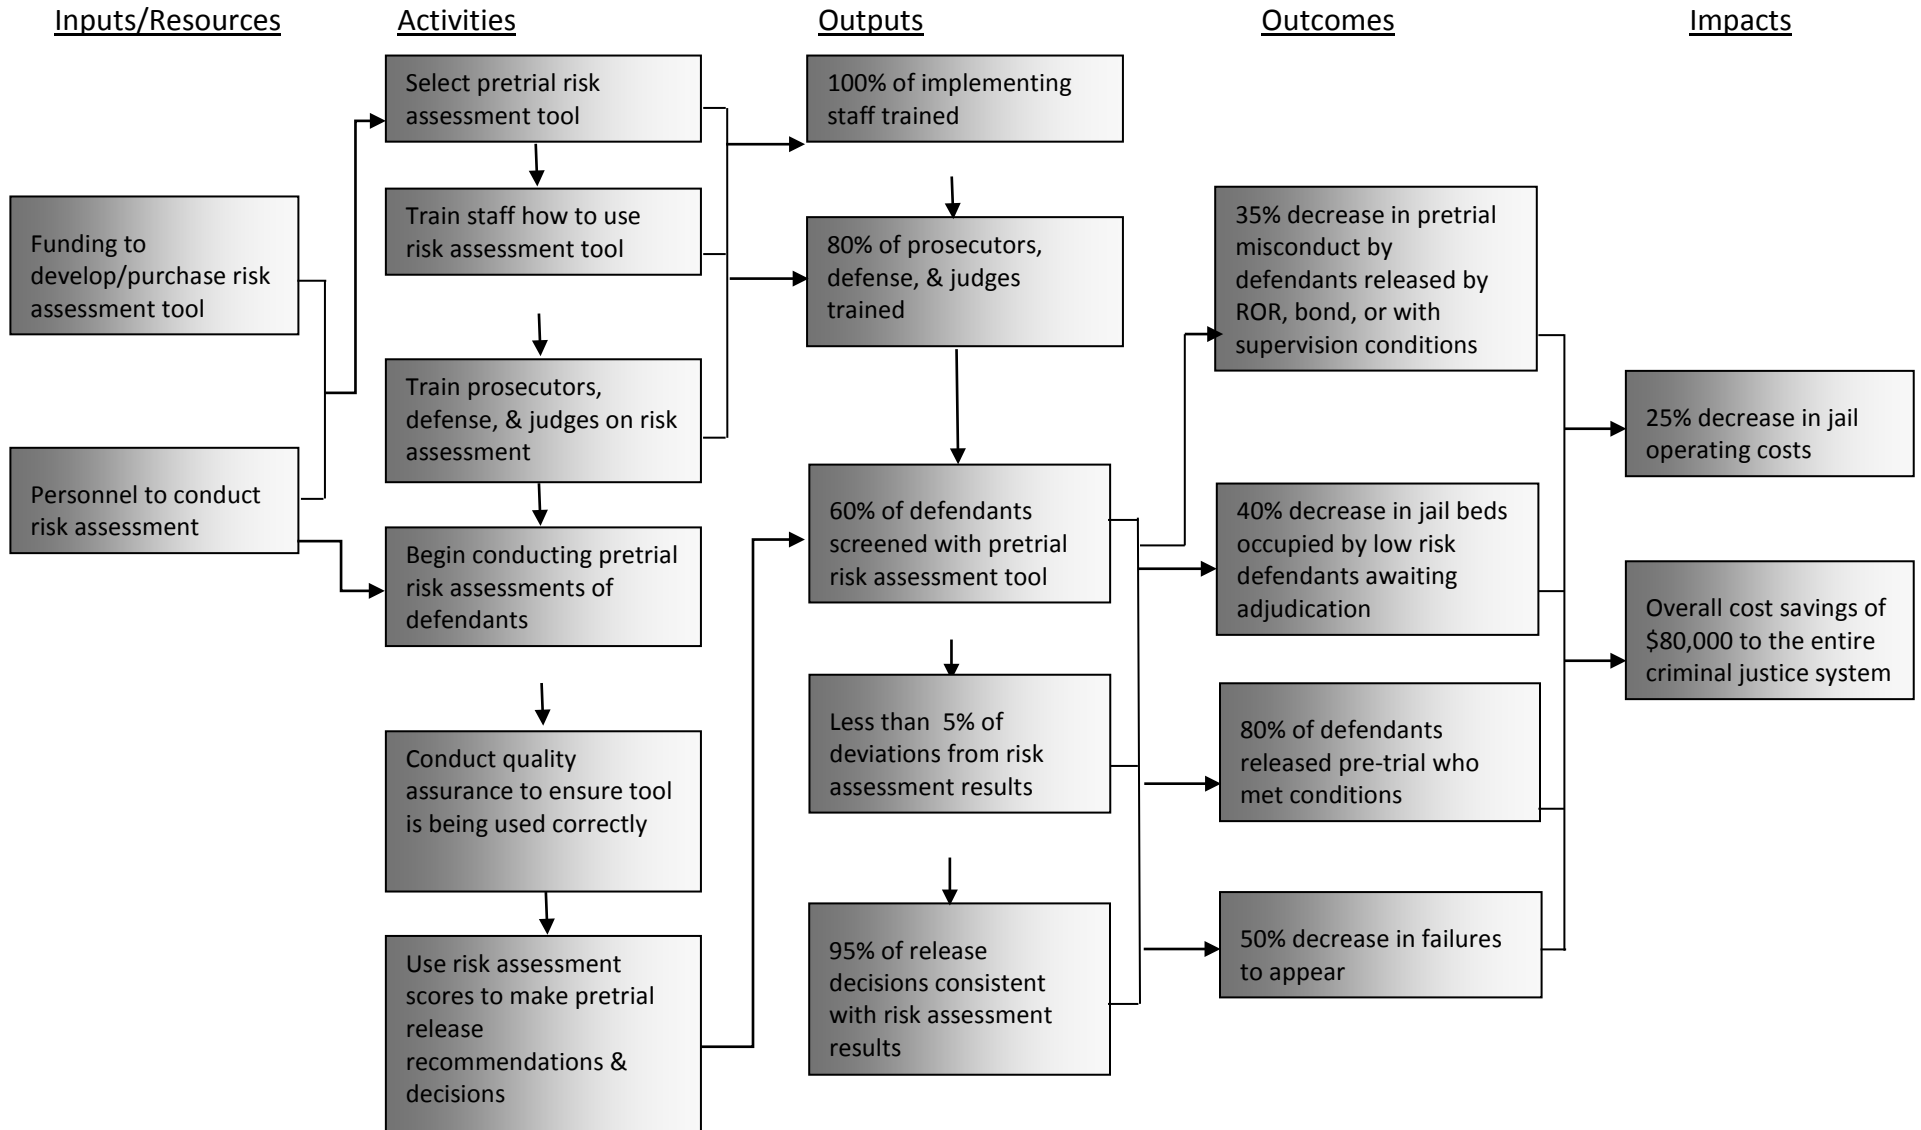 Inputs/Resources
Activities
Outputs
Outcomes
Impacts
Funding to
develop/purchase risk
assessment tool
Personnel to conduct
risk assessment
Select pretrial risk
assessment tool
Train staff how to use
risk assessment tool
Train prosecutors,
defense, & judges on risk
assessment
Begin conducting pretrial
risk assessments of
defendants
Conduct quality
assurance to ensure tool
is being used correctly
Use risk assessment
scores to make pretrial
release
recommendations &
decisions
100% of implementing
staff trained
80% of prosecutors,
defense, & judges
trained
60% of defendants
screened with pretrial
risk assessment tool
Less than  5% of
deviations from risk
assessment results
95% of release
decisions consistent
with risk assessment
results
35% decrease in pretrial
misconduct by
defendants released by
ROR, bond, or with
supervision conditions
40% decrease in jail beds
occupied by low risk
defendants awaiting
adjudication
80% of defendants
released pre-trial who
met conditions
50% decrease in failures
to appear
25% decrease in jail
operating costs
Overall cost savings of
$80,000 to the entire
criminal justice system